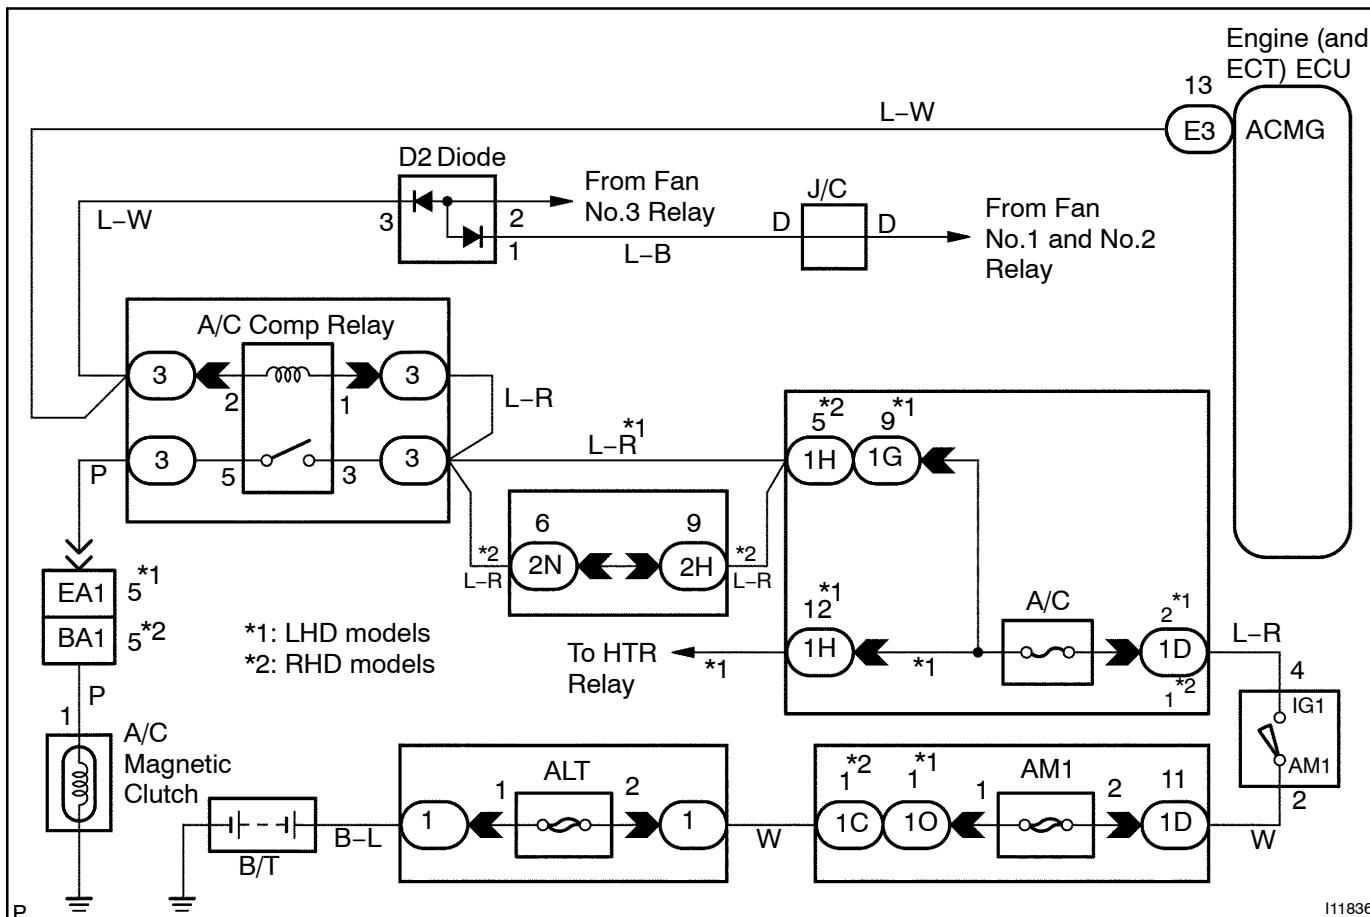 Engine (and
ECT) ECU
13
L–W
E3
ACMG
D2 Diode
From Fan
No.3 Relay
J/C
From Fan
No.1 and No.2
Relay
L–W
3
2
1
D
D
L–B
A/C Comp Relay
3
3
2
1
L–R
3
3
5
3
P
L–R*1
5*2
9*1
1H
1G
6
9
*2
L–R
2N
2H
*2
L–R
EA1
5*1
BA1
5*2
*1: LHD models
*2: RHD models
To HTR
Relay
*1
12*1
1H
*1
A/C
2*1
1D
1*2
L–R
4
IG1
AM1
2
P
1
A/C
Magnetic
Clutch
B/T
B–L
ALT
1
1
2
1
W
1*2
1*1
1C
1O
AM1
1
2
11
1D
W
P
I11836